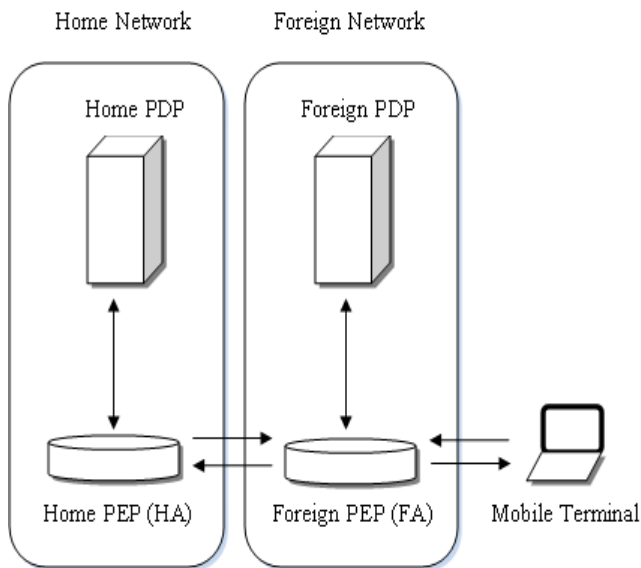 Home Network
Foreign Network
Home PDP
Foreign PDP
Home PEP (HA)
Foreign PEP (FA)
Mobile Terminal